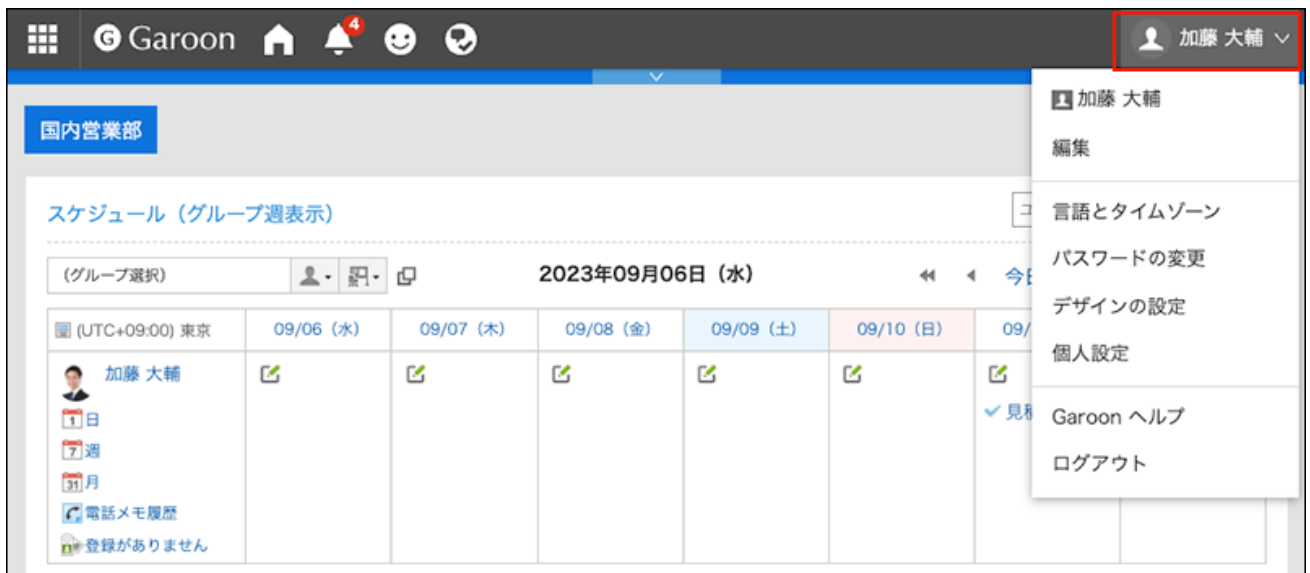 G Garoon
4
加藤 大輔
国内営業部
加藤 大輔
編集
言語とタイムゾーン
パスワードの変更
デザインの設定
個人設定
Garoon ヘルプ
ログアウト
スケジュール（グループ週表示）
（グループ選択）
2023年09月06日（水）
(UTC+09:00) 東京
09/06（水）
09/07（木）
09/08（金）
09/09（土）
09/10（日）
09/
加藤 大輔
1 日
7 週
31 月
電話メモ履歴
登録がありません